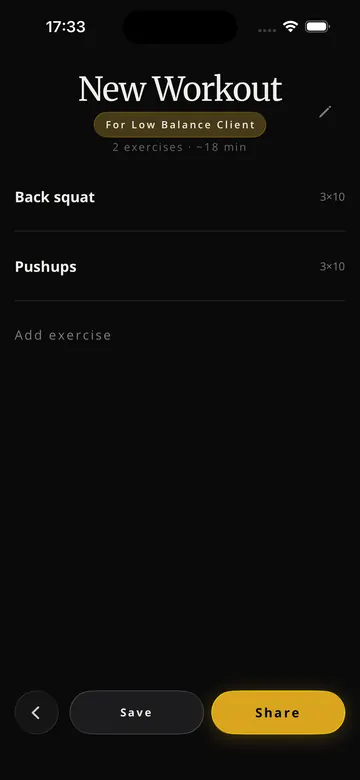 17:33
New Workout
For Low Balance Client
2 exercises · ~18 min
Back squat 3×10
Pushups 3×10
Add exercise
Save Share